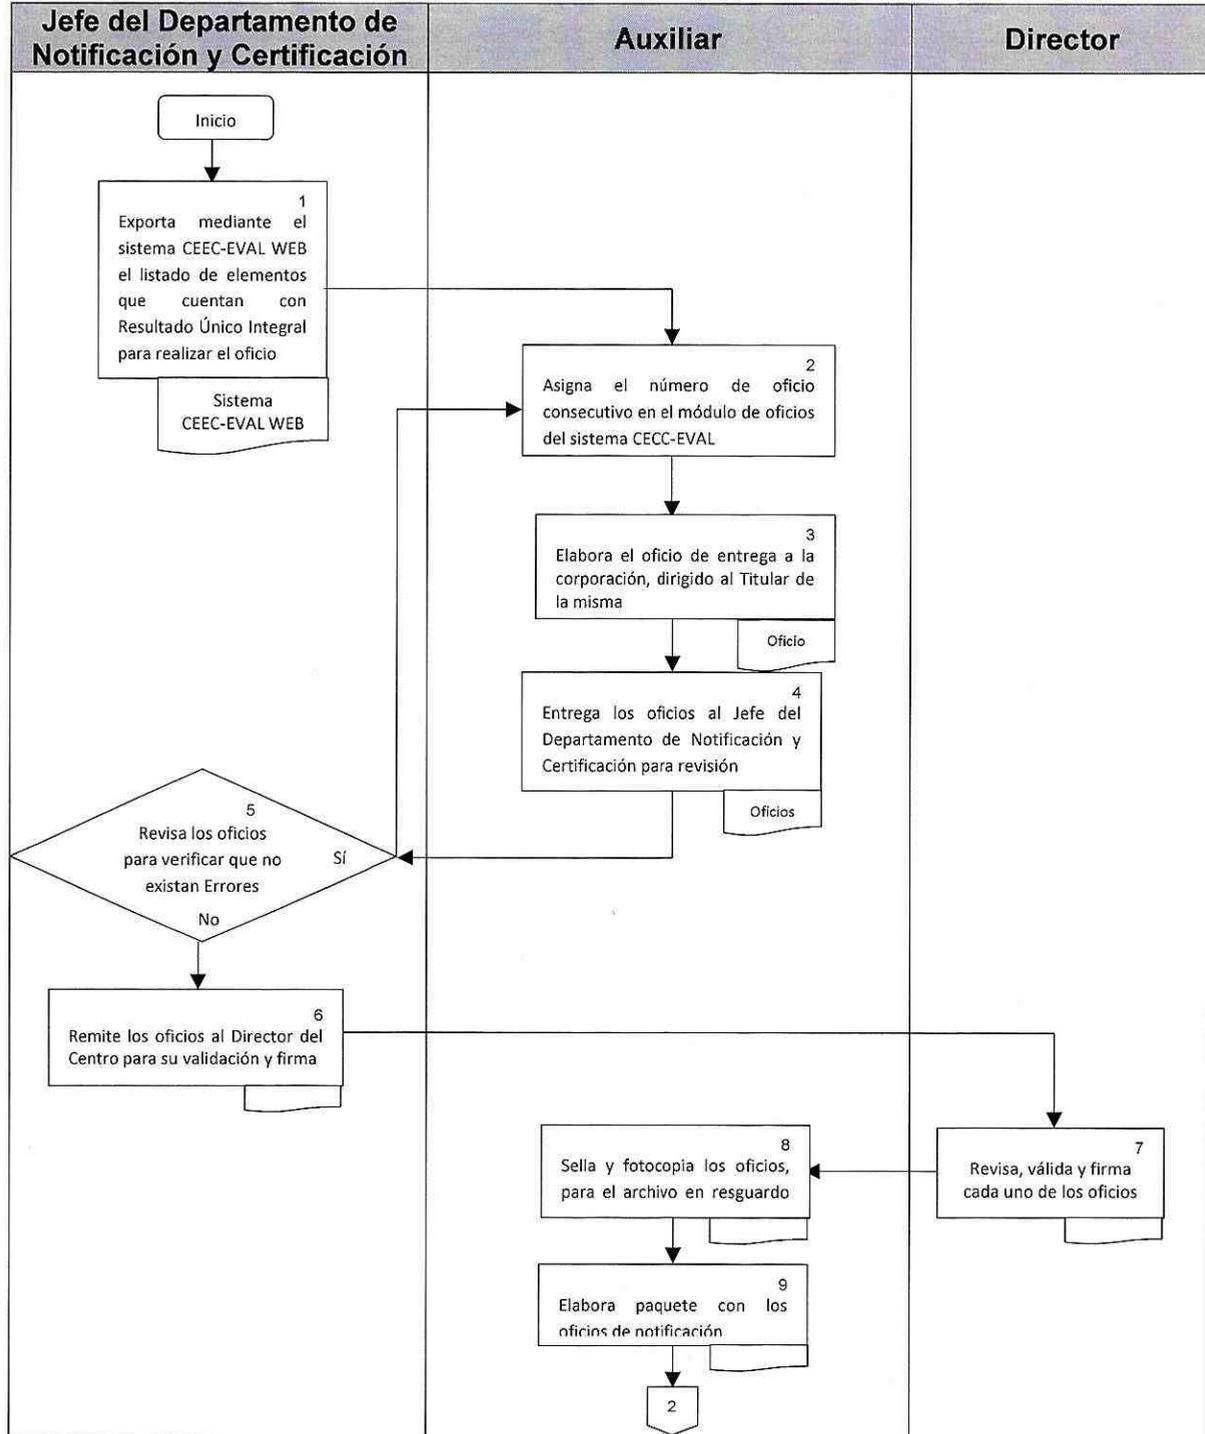 Jefe del Departamento de
Notificación y Certificación
Auxiliar
Director
Inicio
1
Exporta mediante el
sistema CEEC-EVAL WEB
el listado de elementos
que cuentan con
Resultado Único Integral
para realizar el oficio
Sistema
CEEC-EVAL WEB
2
Asigna el número de oficio
consecutivo en el módulo de oficios
del sistema CECC-EVAL
3
Elabora el oficio de entrega a la
corporación, dirigido al Titular de
la misma
Oficio
4
Entrega los oficios al Jefe del
Departamento de Notificación y
Certificación para revisión
Oficios
5
Revisa los oficios
para verificar que no
existan Errores
Sí
No
6
Remite los oficios al Director del
Centro para su validación y firma
7
Revisa, válida y firma
cada uno de los oficios
8
Sella y fotocopia los oficios,
para el archivo en resguardo
9
Elabora paquete con los
oficios de notificación
2